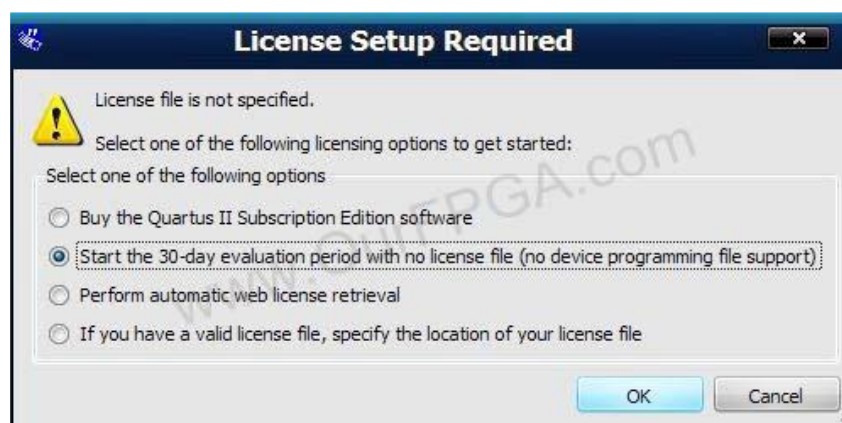 License Setup Required
License file is not specified.
Select one of the following licensing options to get started:
Select one of the following options
Buy the Quartus II Subscription Edition software
Start the 30-day evaluation period with no license file (no device programming file support)
Perform automatic web license retrieval
If you have a valid license file, specify the location of your license file
OK Cancel
www.OurFPGA.com